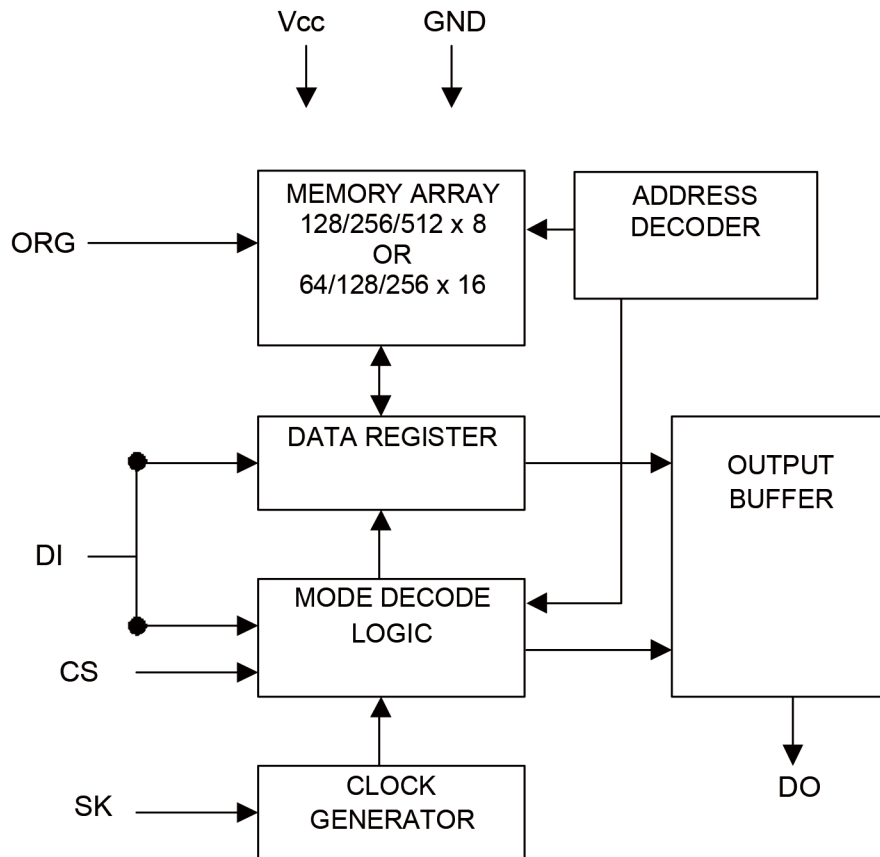 Vcc
GND
MEMORY ARRAY
128/256/512 x 8
OR
64/128/256 x 16
ADDRESS
DECODER
ORG
DATA REGISTER
OUTPUT
BUFFER
DI
MODE DECODE
LOGIC
CS
CLOCK
GENERATOR
SK
DO